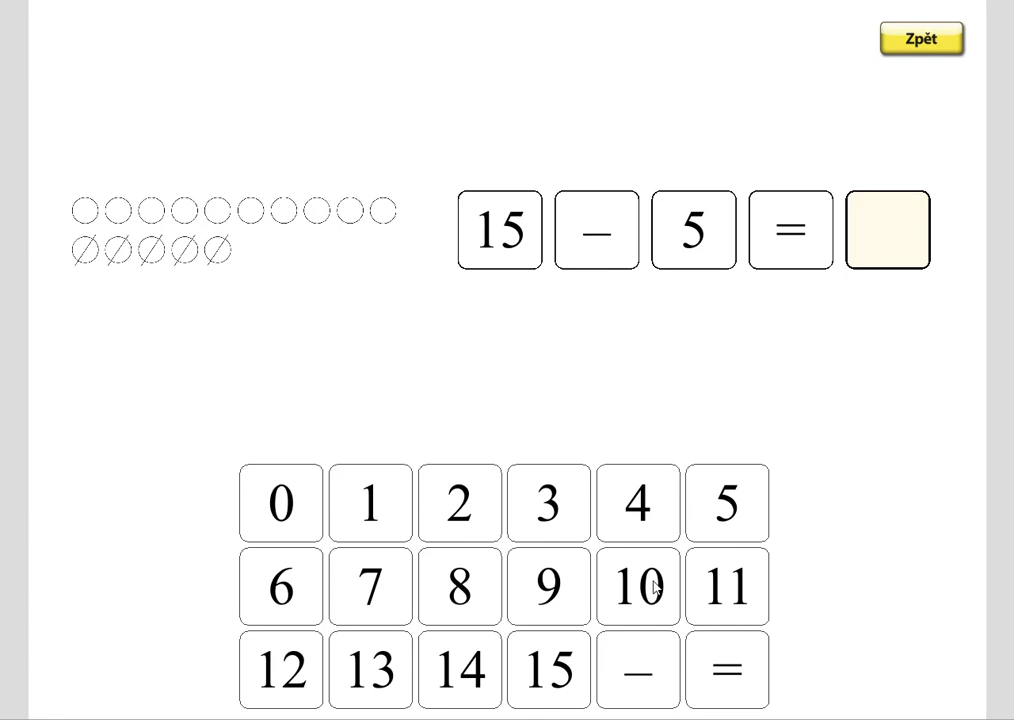 Zpět
15 – 5 =
0 1 2 3 4 5
6 7 8 9 10 11
12 13 14 15 – =